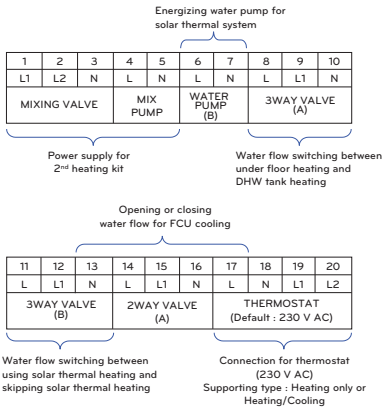 Energizing water pump for
solar thermal system
1 2 3 4 5 6 7 8 9 10
L1 L2 N L N L N L L1 N
MIXING VALVE MIX PUMP WATER PUMP (B) 3WAY VALVE (A)
Power supply for
2nd heating kit
Water flow switching between
under floor heating and
DHW tank heating
Opening or closing
water flow for FCU cooling
11 12 13 14 15 16 17 18 19 20
L L1 N L L1 N L N L1 L2
3WAY VALVE (B) 2WAY VALVE (A) THERMOSTAT (Default : 230 V AC)
Water flow switching between
using solar thermal heating and
skipping solar thermal heating
Connection for thermostat
(230 V AC)
Supporting type : Heating only or
Heating/Cooling